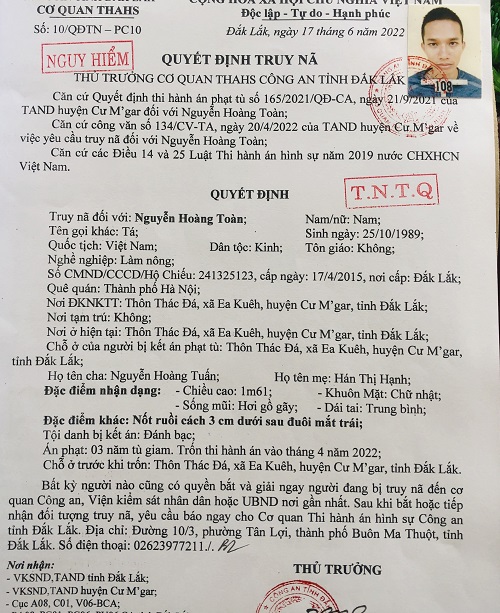 CƠ QUAN THAHS
CỘNG HÒA XÃ HỘI CHỦ NGHĨA VIỆT NAM
Độc lập - Tự do - Hạnh phúc
Số: 10/QĐTN - PC10
Đắk Lắk, ngày 17 tháng 6 năm 2022
NGUY HIỂM
108
QUYẾT ĐỊNH TRUY NÃ
THỦ TRƯỞNG CƠ QUAN THAHS CÔNG AN TỈNH ĐẮK LẮK
Căn cứ Quyết định thi hành án phạt tù số 165/2021/QĐ-CA, ngày 21/9/2021 của
TAND huyện Cư M'gar đối với Nguyễn Hoàng Toàn;
Căn cứ công văn số 134/CV-TA, ngày 20/4/2022 của TAND huyện Cư M'gar về
việc yêu cầu truy nã đối với Nguyễn Hoàng Toàn;
Căn cứ các Điều 14 và 25 Luật Thi hành án hình sự năm 2019 nước CHXHCN
Việt Nam.
QUYẾT ĐỊNH
T.N.T.Q
Truy nã đối với: Nguyễn Hoàng Toàn; Nam/nữ: Nam;
Tên gọi khác: Tá; Sinh ngày: 25/10/1989;
Quốc tịch: Việt Nam; Dân tộc: Kinh; Tôn giáo: Không;
Nghề nghiệp: Làm nông;
Số CMND/CCCD/Hộ Chiếu: 241325123, cấp ngày: 17/4/2015, nơi cấp: Đắk Lắk;
Quê quán: Thành phố Hà Nội;
Nơi ĐKNKTT: Thôn Thác Đá, xã Ea Kuêh, huyện Cư M'gar, tỉnh Đắk Lắk;
Nơi tạm trú: Không;
Nơi ở hiện tại: Thôn Thác Đá, xã Ea Kuêh, huyện Cư M'gar, tỉnh Đắk Lắk;
Chỗ ở của người bị kết án phạt tù: Thôn Thác Đá, xã Ea Kuêh, huyện Cư M'gar,
tỉnh Đắk Lắk;
Họ tên cha: Nguyễn Hoàng Tuấn; Họ tên mẹ: Hán Thị Hạnh;
Đặc điểm nhận dạng: - Chiều cao: 1m61; - Khuôn Mặt: Chữ nhật;
- Sống mũi: Hơi gồ gãy; - Dái tai: Trung bình;
Đặc điểm khác: Nốt ruồi cách 3 cm dưới sau đuôi mắt trái;
Tội danh bị kết án: Đánh bạc;
Án phạt: 03 năm tù giam. Trốn thi hành án vào tháng 4 năm 2022;
Chỗ ở trước khi trốn: Thôn Thác Đá, xã Ea Kuêh, huyện Cư M'gar, tỉnh Đắk Lắk.
Bất kỳ người nào cũng có quyền bắt và giải ngay người đang bị truy nã đến cơ
quan Công an, Viện kiểm sát nhân dân hoặc UBND nơi gần nhất. Sau khi bắt hoặc tiếp
nhận đối tượng truy nã, yêu cầu báo ngay cho Cơ quan Thi hành án hình sự Công an
tỉnh Đắk Lắk. Địa chỉ: Đường 10/3, phường Tân Lợi, thành phố Buôn Ma Thuột, tỉnh
Đắk Lắk. Số điện thoại: 02623977211./.
Nơi nhận:
THỦ TRƯỞNG
- VKSND,TAND tỉnh Đắk Lắk;
- VKSND,TAND huyện Cư M'gar;
- Cục A08, C01, V06-BCA;